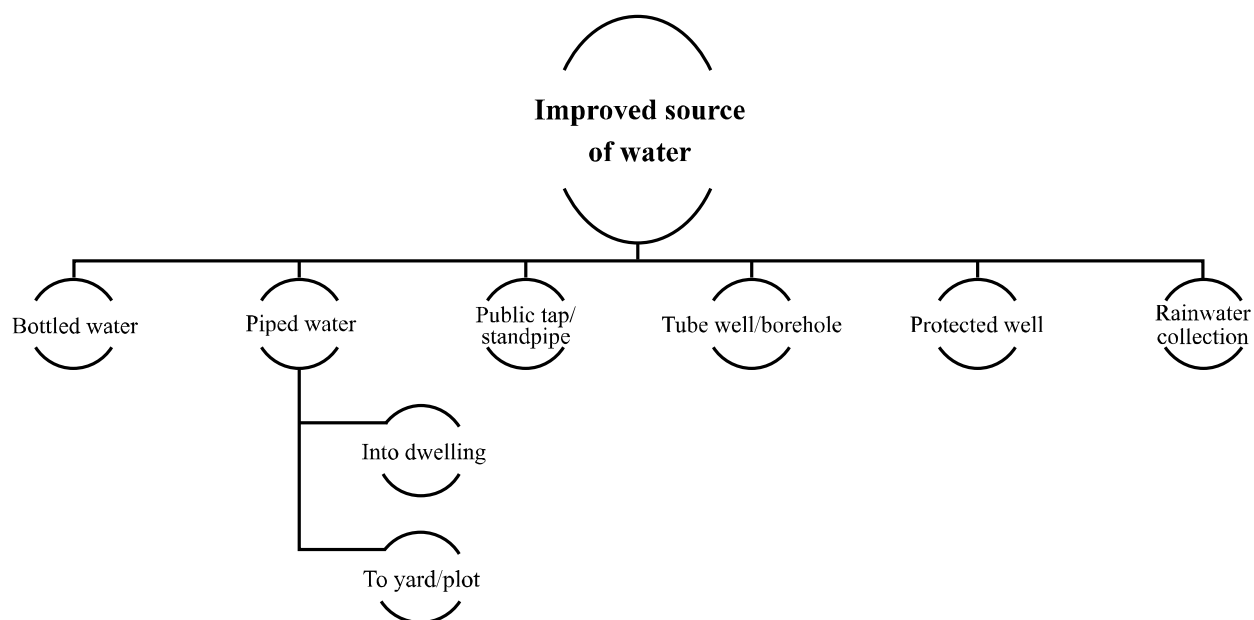 Improved source
of water
Bottled water
Piped water
Public tap/
standpipe
Tube well/borehole
Protected well
Rainwater
collection
Into dwelling
To yard/plot